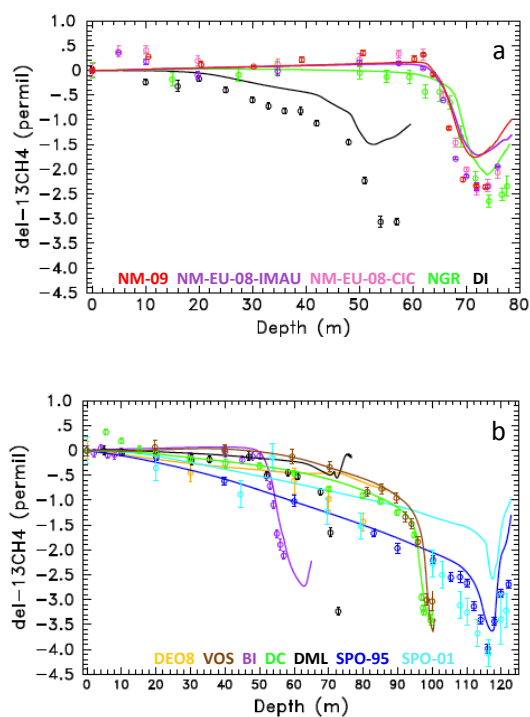 1.0
a
.5
0.0
-.5
-1.0
-1.5
-2.0
-2.5
-3.0
-3.5
-4.0
-4.5
del-13CH4 (permil)
NM-09 NM-EU-08-IMAU NM-EU-08-CIC NGR DI
0 10 20 30 40 50 60 70 80
Depth (m)
1.0
b
0.5
0.0
-0.5
-1.0
-1.5
-2.0
-2.5
-3.0
-3.5
-4.0
-4.5
del-13CH4 (permil)
DEO8 VOS BI DC DML SPO-95 SPO-01
0 10 20 30 40 50 60 70 80 90 100 110 120
Depth (m)